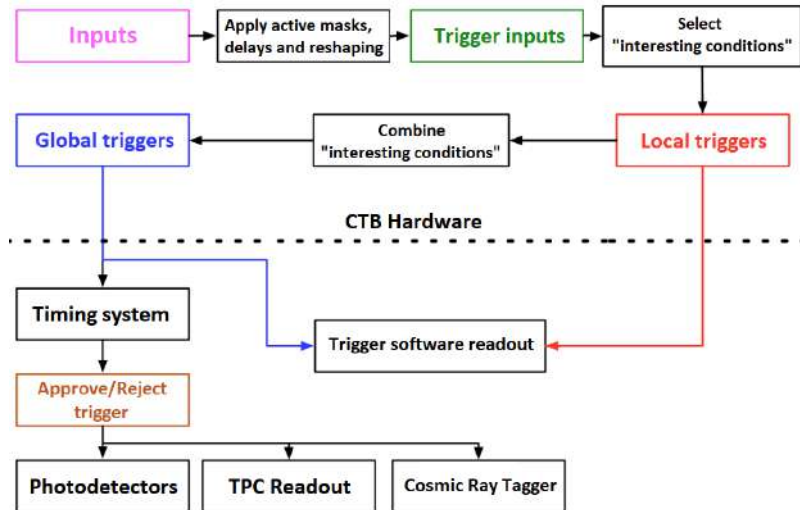 Inputs
Apply active masks,
delays and reshaping
Trigger inputs
Select
"interesting conditions"
Global triggers
Combine
"interesting conditions"
Local triggers
CTB Hardware
Timing system
Trigger software readout
Approve/Reject
trigger
Photodetectors
TPC Readout
Cosmic Ray Tagger